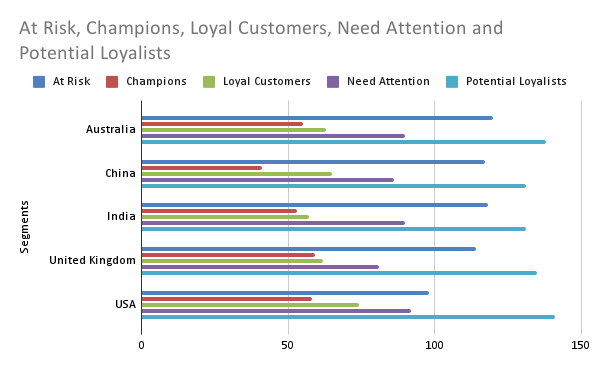 At Risk, Champions, Loyal Customers, Need Attention and
Potential Loyalists
At Risk Champions Loyal Customers Need Attention Potential Loyalists
Segments
Australia
China
India
United Kingdom
USA
0 50 100 150